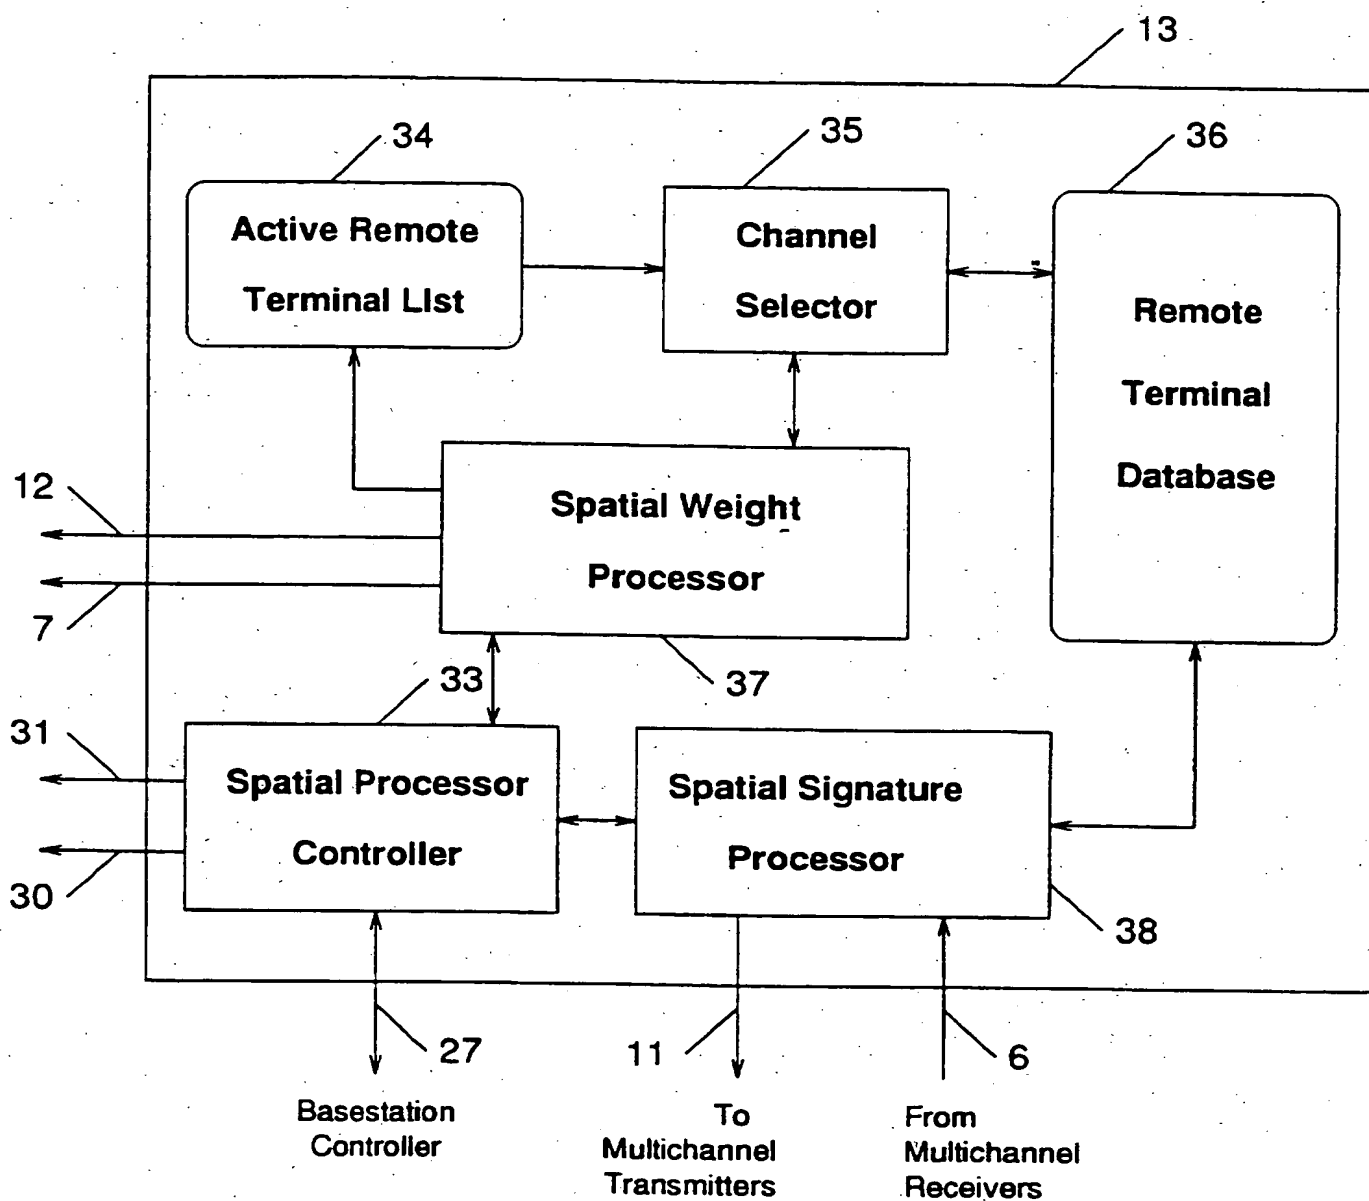 13
34
35
36
Active Remote
Terminal LIst
Channel
Selector
Remote
Terminal
Database
12
7
Spatial Weight
Processor
33
37
31
30
Spatial Processor
Controller
Spatial Signature
Processor
38
27
11
6
Basestation
Controller
To
Multichannel
Transmitters
From
Multichannel
Receivers